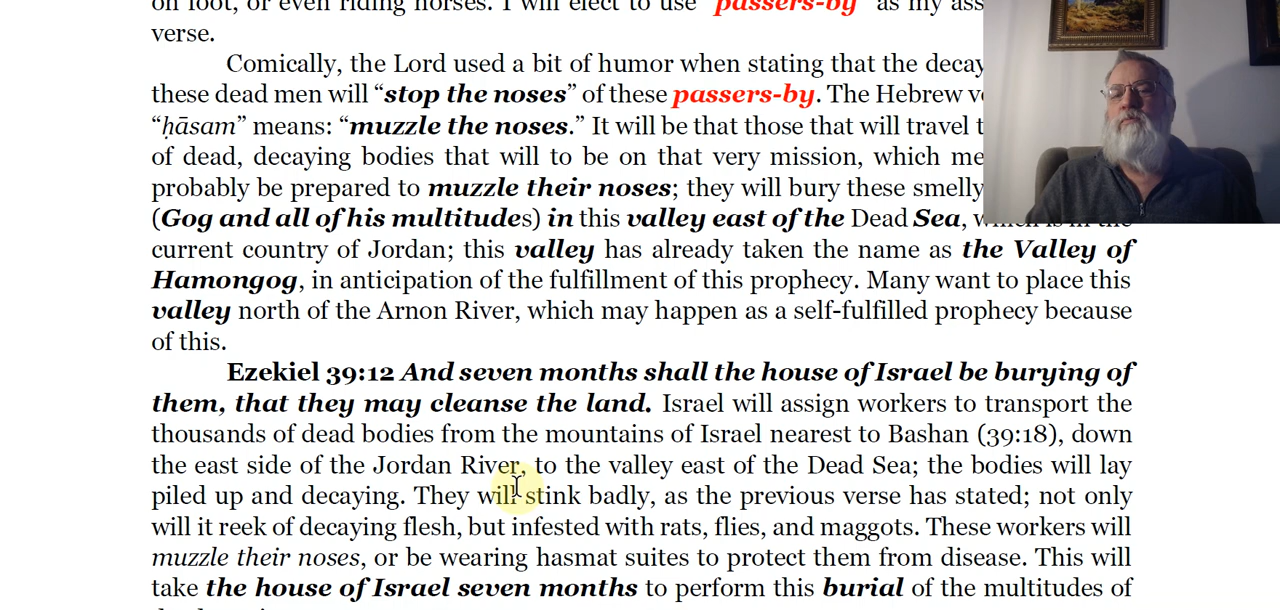 on foot, or even riding horses. I will elect to use "passers-by" as my ass
verse.
Comically, the Lord used a bit of humor when stating that the decay
these dead men will "stop the noses" of these passers-by. The Hebrew v
"ḥāsam" means: "muzzle the noses." It will be that those that will travel t
of dead, decaying bodies that will to be on that very mission, which me
probably be prepared to muzzle their noses; they will bury these smelly
(Gog and all of his multitudes) in this valley east of the Dead Sea, which is in the
current country of Jordan; this valley has already taken the name as the Valley of
Hamongog, in anticipation of the fulfillment of this prophecy. Many want to place this
valley north of the Arnon River, which may happen as a self-fulfilled prophecy because
of this.
Ezekiel 39:12 And seven months shall the house of Israel be burying of
them, that they may cleanse the land. Israel will assign workers to transport the
thousands of dead bodies from the mountains of Israel nearest to Bashan (39:18), down
the east side of the Jordan River, to the valley east of the Dead Sea; the bodies will lay
piled up and decaying. They will stink badly, as the previous verse has stated; not only
will it reek of decaying flesh, but infested with rats, flies, and maggots. These workers will
muzzle their noses, or be wearing hasmat suites to protect them from disease. This will
take the house of Israel seven months to perform this burial of the multitudes of